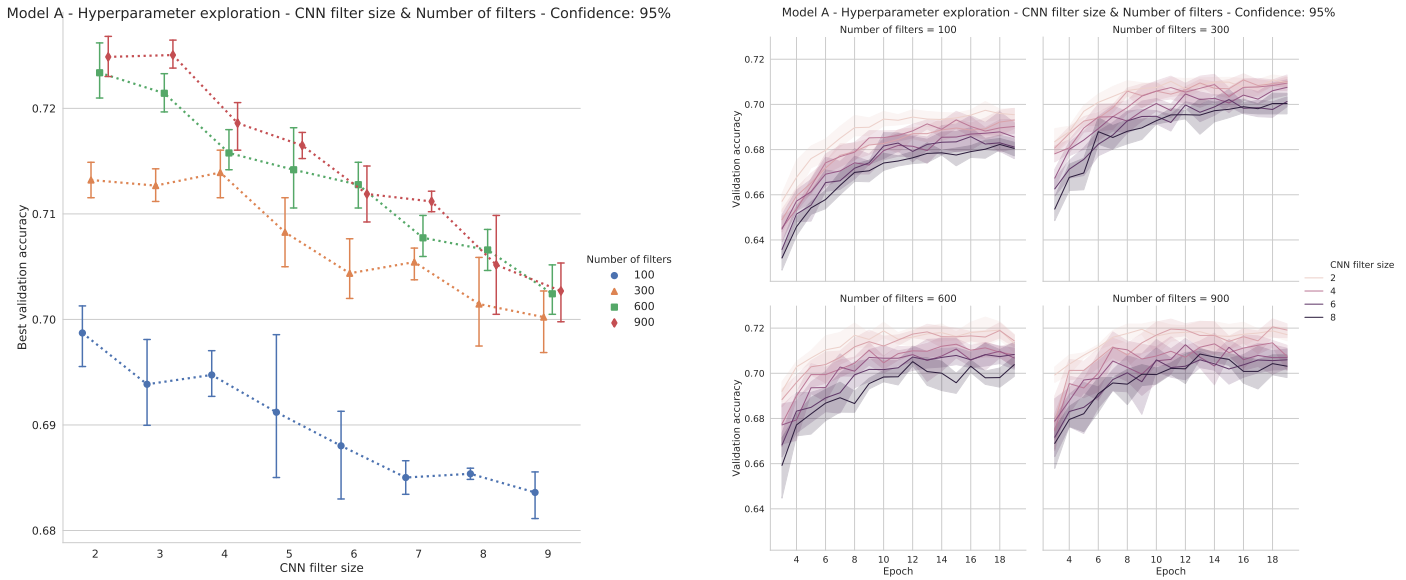 Model A - Hyperparameter exploration - CNN filter size & Number of filters - Confidence: 95%
Best validation accuracy
0.72
0.71
0.70
0.69
0.68
2 3 4 5 6 7 8 9
CNN filter size
Number of filters
100
300
600
900
Model A - Hyperparameter exploration - CNN filter size & Number of filters - Confidence: 95%
Number of filters = 100
Number of filters = 300
Validation accuracy
0.72
0.70
0.68
0.66
0.64
Number of filters = 600
Number of filters = 900
Validation accuracy
0.72
0.70
0.68
0.66
0.64
4 6 8 10 12 14 16 18
Epoch
4 6 8 10 12 14 16 18
Epoch
CNN filter size
2
4
6
8